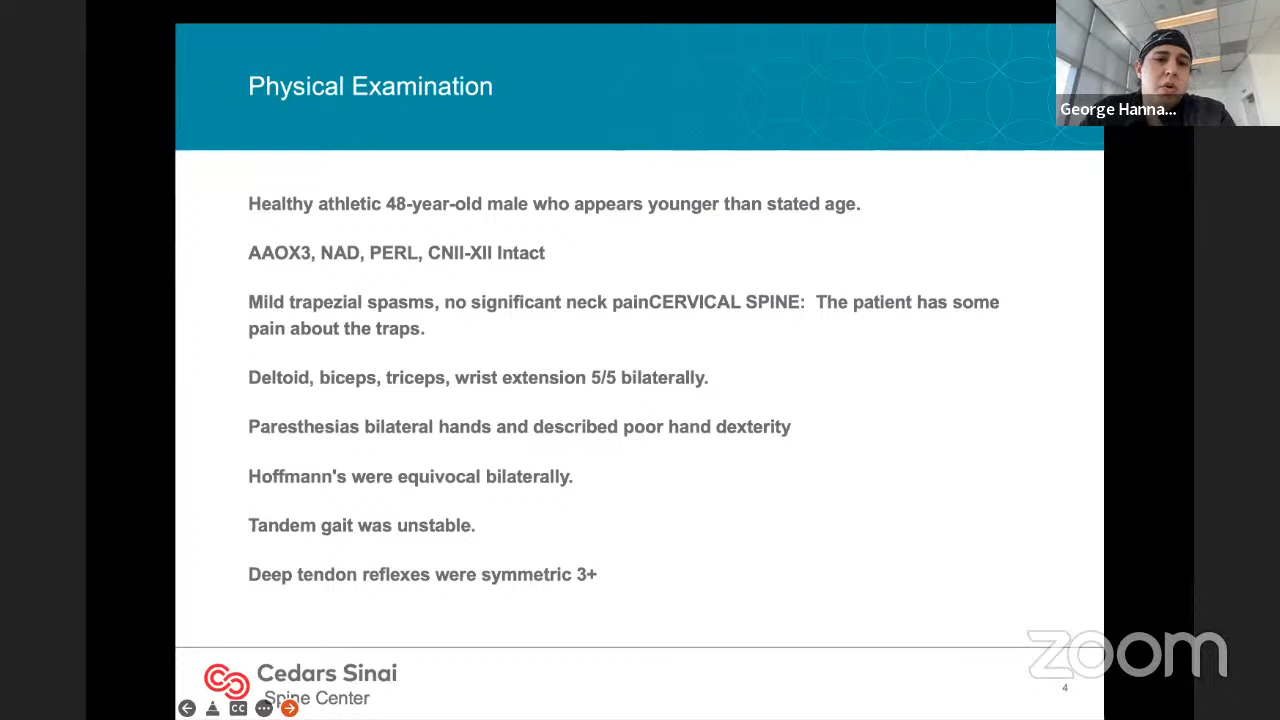 Physical Examination
George Hanna...
Healthy athletic 48-year-old male who appears younger than stated age.
AAOX3, NAD, PERL, CNII-XII Intact
Mild trapezial spasms, no significant neck painCERVICAL SPINE:  The patient has some
pain about the traps.
Deltoid, biceps, triceps, wrist extension 5/5 bilaterally.
Paresthesias bilateral hands and described poor hand dexterity
Hoffmann's were equivocal bilaterally.
Tandem gait was unstable.
Deep tendon reflexes were symmetric 3+
Cedars Sinai
Spine Center
CC
4
zoom